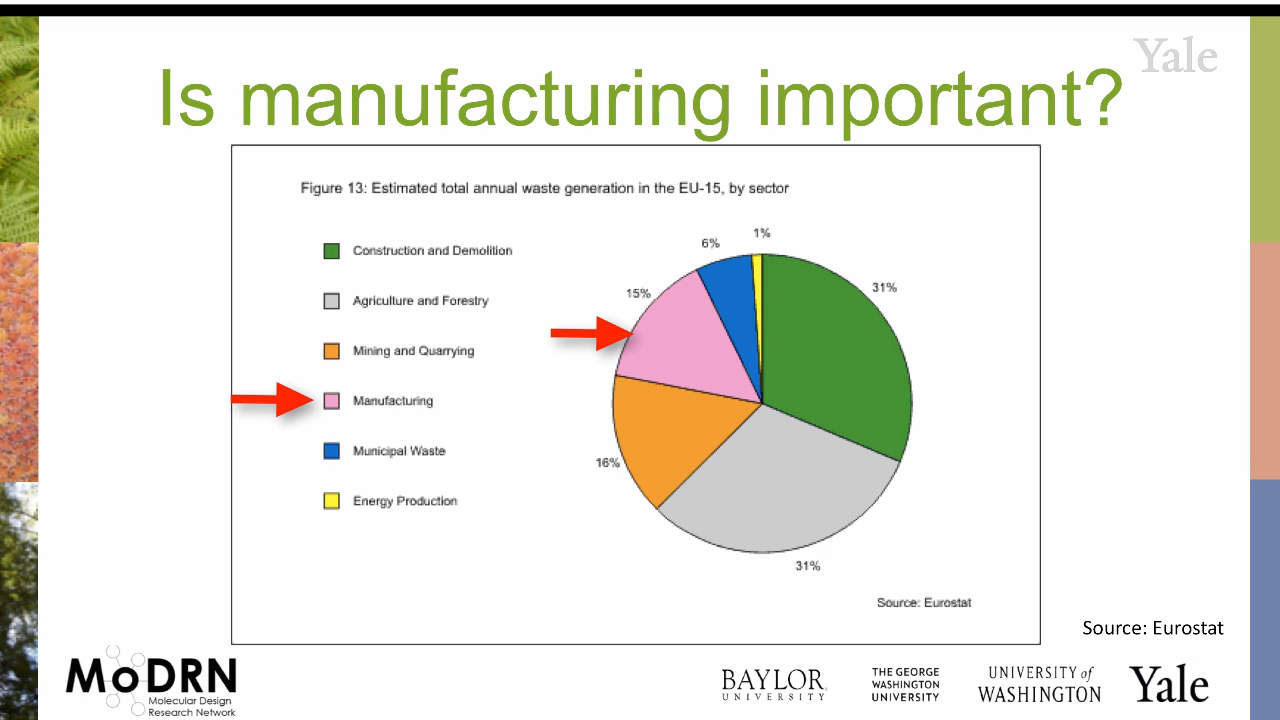 Yale
Is manufacturing important?
Figure 13: Estimated total annual waste generation in the EU-15, by sector
Construction and Demolition
Agriculture and Forestry
Mining and Quarrying
Manufacturing
Municipal Waste
Energy Production
1%
6%
31%
15%
16%
31%
Source: Eurostat
Source: Eurostat
MoDRN
Molecular Design
Research Network
BAYLOR
UNIVERSITY
THE GEORGE
WASHINGTON
UNIVERSITY
UNIVERSITY of
WASHINGTON
Yale